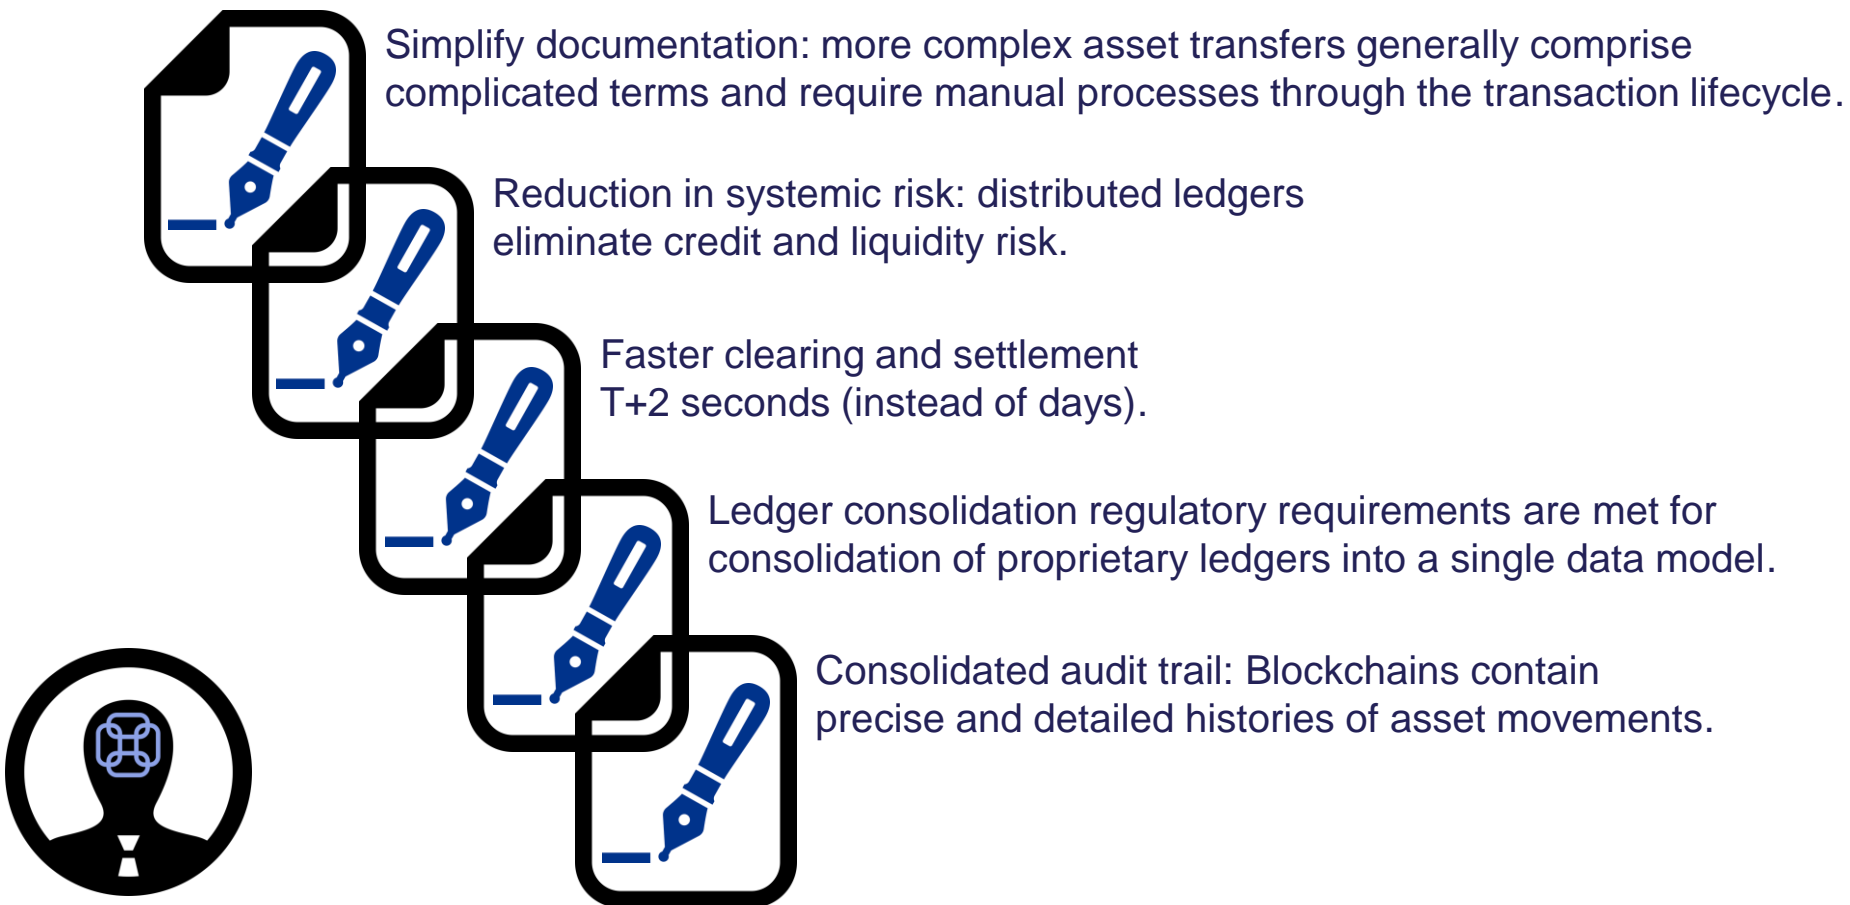 Simplify documentation: more complex asset transfers generally comprise
complicated terms and require manual processes through the transaction lifecycle.
Reduction in systemic risk: distributed ledgers
eliminate credit and liquidity risk.
Faster clearing and settlement
T+2 seconds (instead of days).
Ledger consolidation regulatory requirements are met for
consolidation of proprietary ledgers into a single data model.
Consolidated audit trail: Blockchains contain
precise and detailed histories of asset movements.